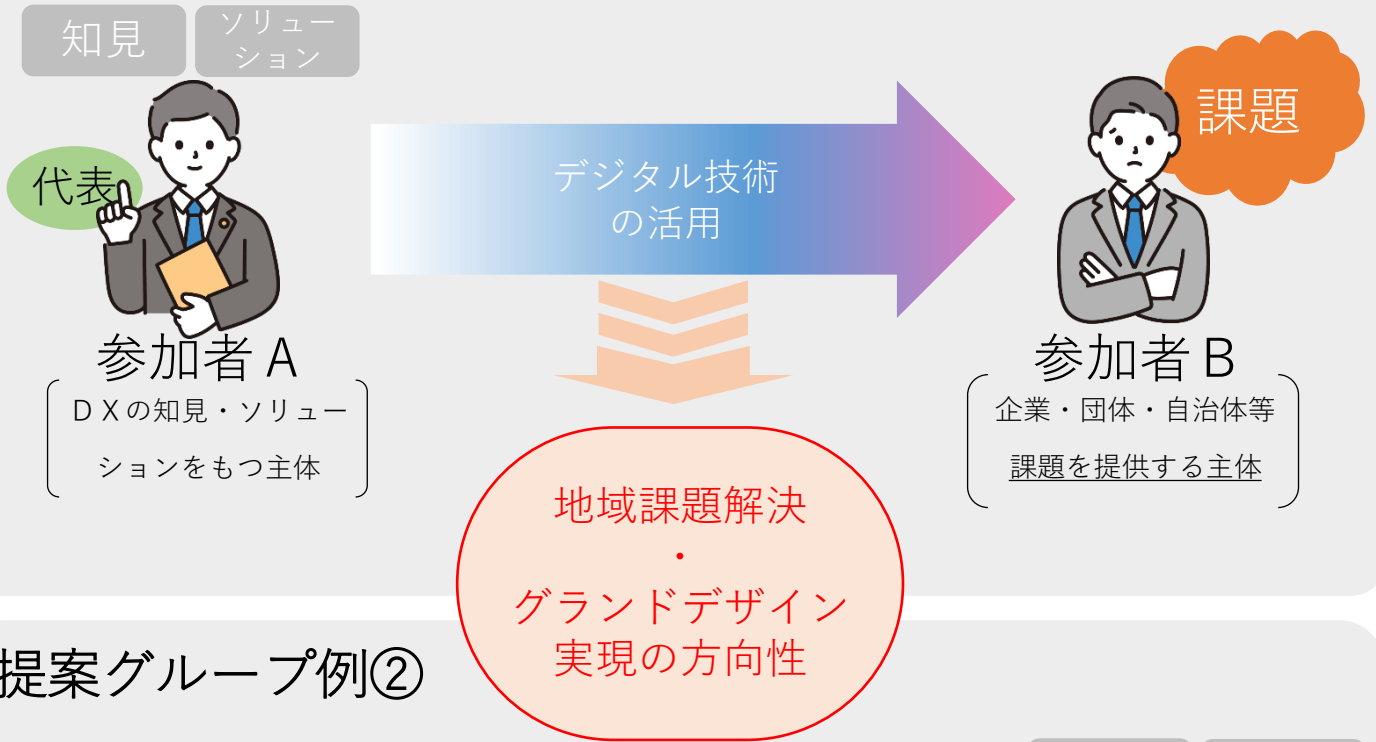 知見
ソリュー
ション
代表
課題
デジタル技術
の活用
参加者A
ＤＸの知見・ソリュー
ションをもつ主体
参加者B
企業・団体・自治体等
課題を提供する主体
地域課題解決
・
グランドデザイン
実現の方向性
提案グループ例②